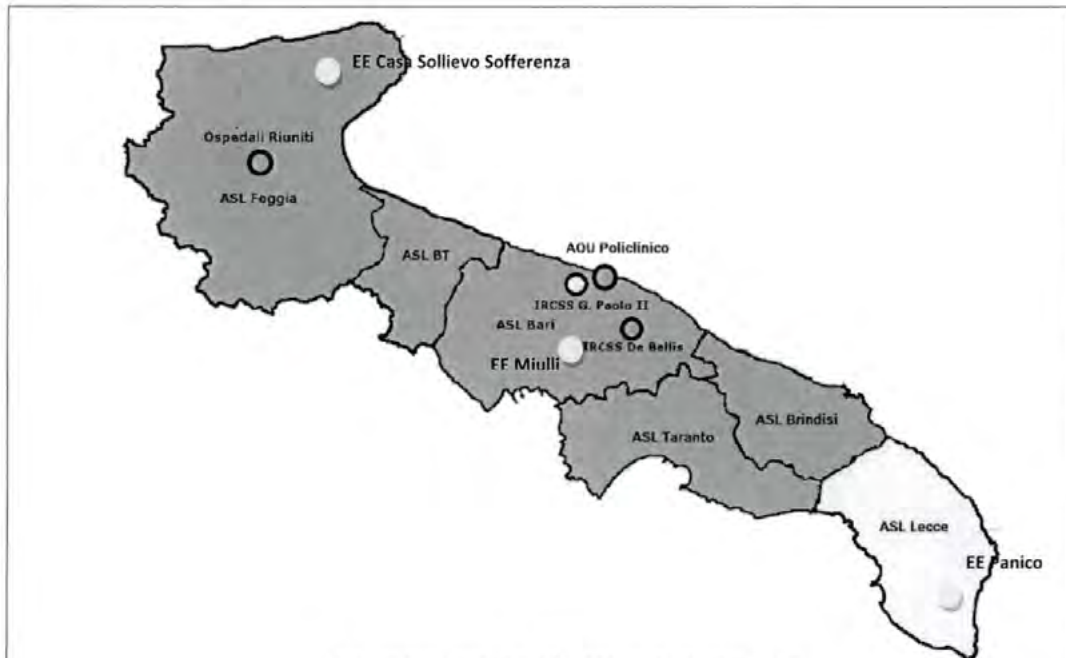 EE Casa Sollievo Sofferenza
Ospedali Riuniti
ASL Foggia
ASL BT
AOU Policlinico
IRCSS G. Paolo II
ASL Bari
IRCSS De Bellis
EE Miulli
ASL Brindisi
ASL Taranto
ASL Lecce
EE Panico